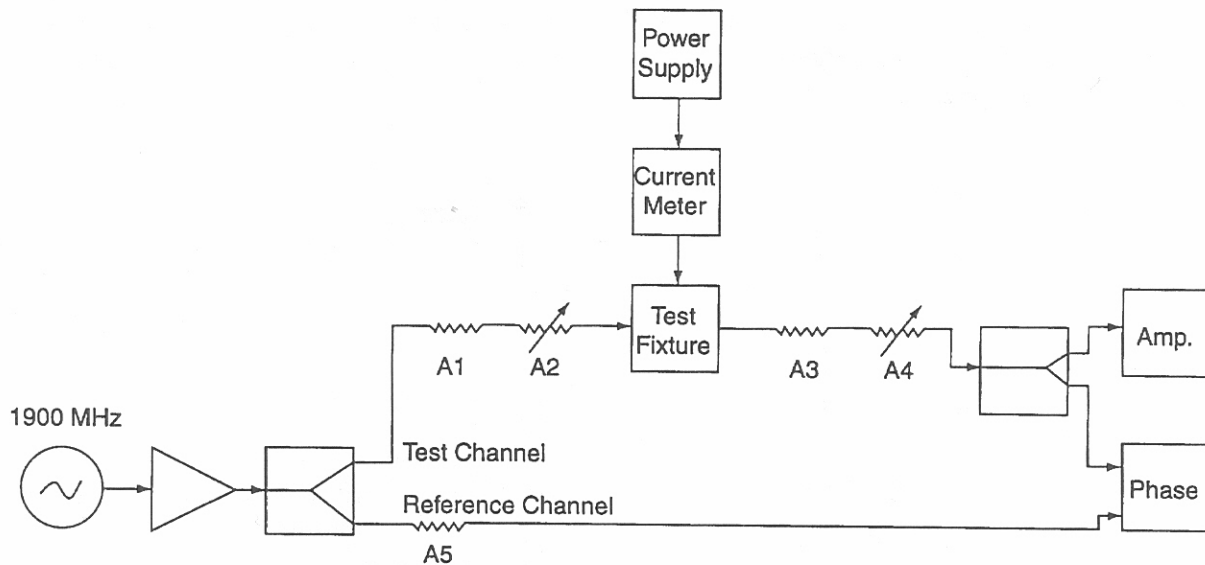 Power
Supply
Current
Meter
Test
Fixture
A1
A2
A3
A4
Amp.
1900 MHz
Test Channel
Reference Channel
A5
Phase